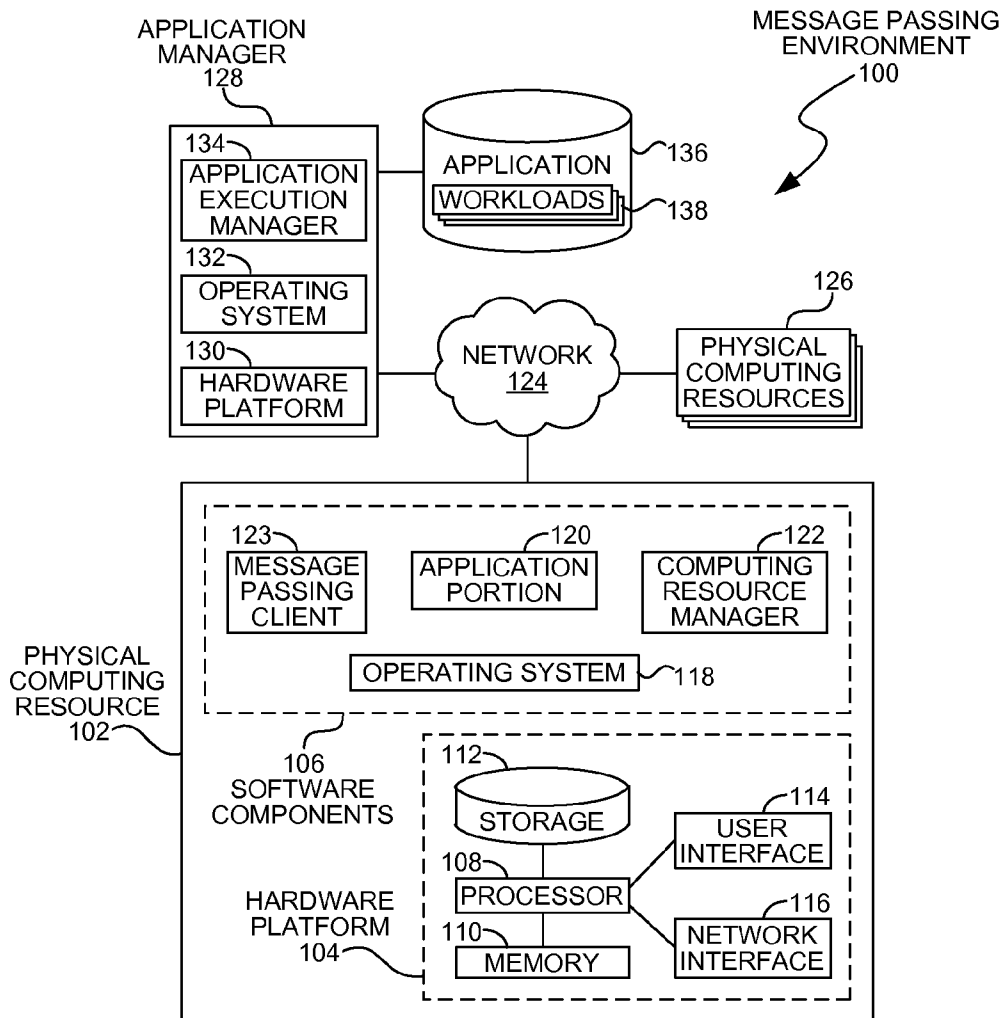 APPLICATION
MANAGER
128
MESSAGE PASSING
ENVIRONMENT
100
134
APPLICATION
EXECUTION
MANAGER
132
OPERATING
SYSTEM
130
HARDWARE
PLATFORM
APPLICATION
WORKLOADS
136
138
NETWORK
124
126
PHYSICAL
COMPUTING
RESOURCES
123
MESSAGE
PASSING
CLIENT
120
APPLICATION
PORTION
122
COMPUTING
RESOURCE
MANAGER
OPERATING SYSTEM
118
PHYSICAL
COMPUTING
RESOURCE
102
106
SOFTWARE
COMPONENTS
112
STORAGE
108
PROCESSOR
110
MEMORY
114
USER
INTERFACE
116
NETWORK
INTERFACE
HARDWARE
PLATFORM
104